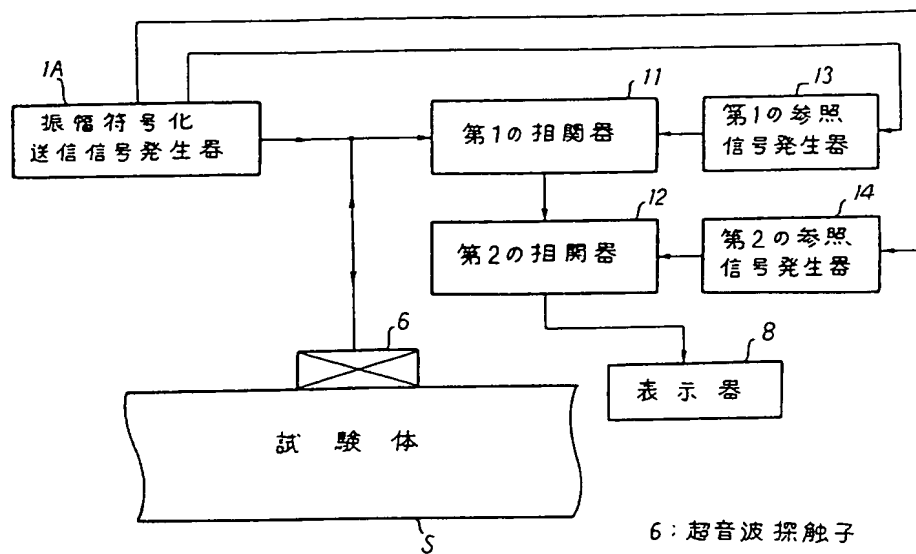 1A
振幅符号化
送信信号発生器
11
第1の相関器
13
第1の参照
信号発生器
12
第2の相関器
14
第2の参照
信号発生器
6
8
表示器
試験体
S
6:超音波探触子